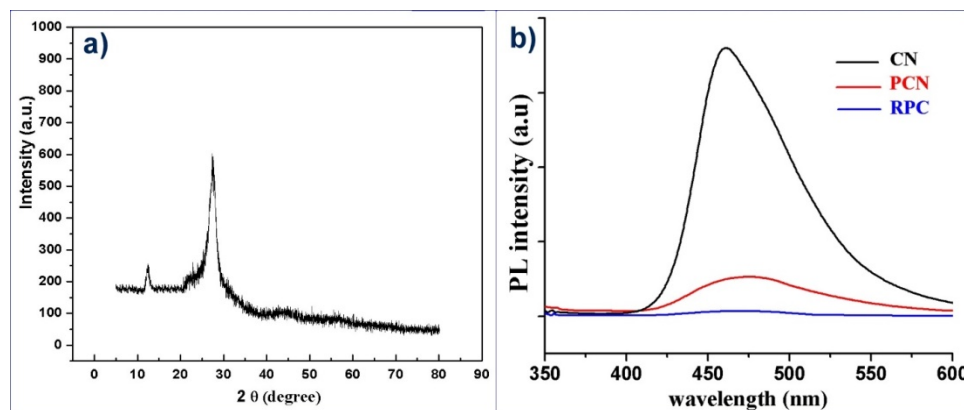 a)
Intensity (a.u.)
1000
900
800
700
600
500
400
300
200
100
0
0 10 20 30 40 50 60 70 80 90
2 θ (degree)
b)
PL intensity (a.u)
CN
PCN
RPC
350 400 450 500 550 600
wavelength (nm)